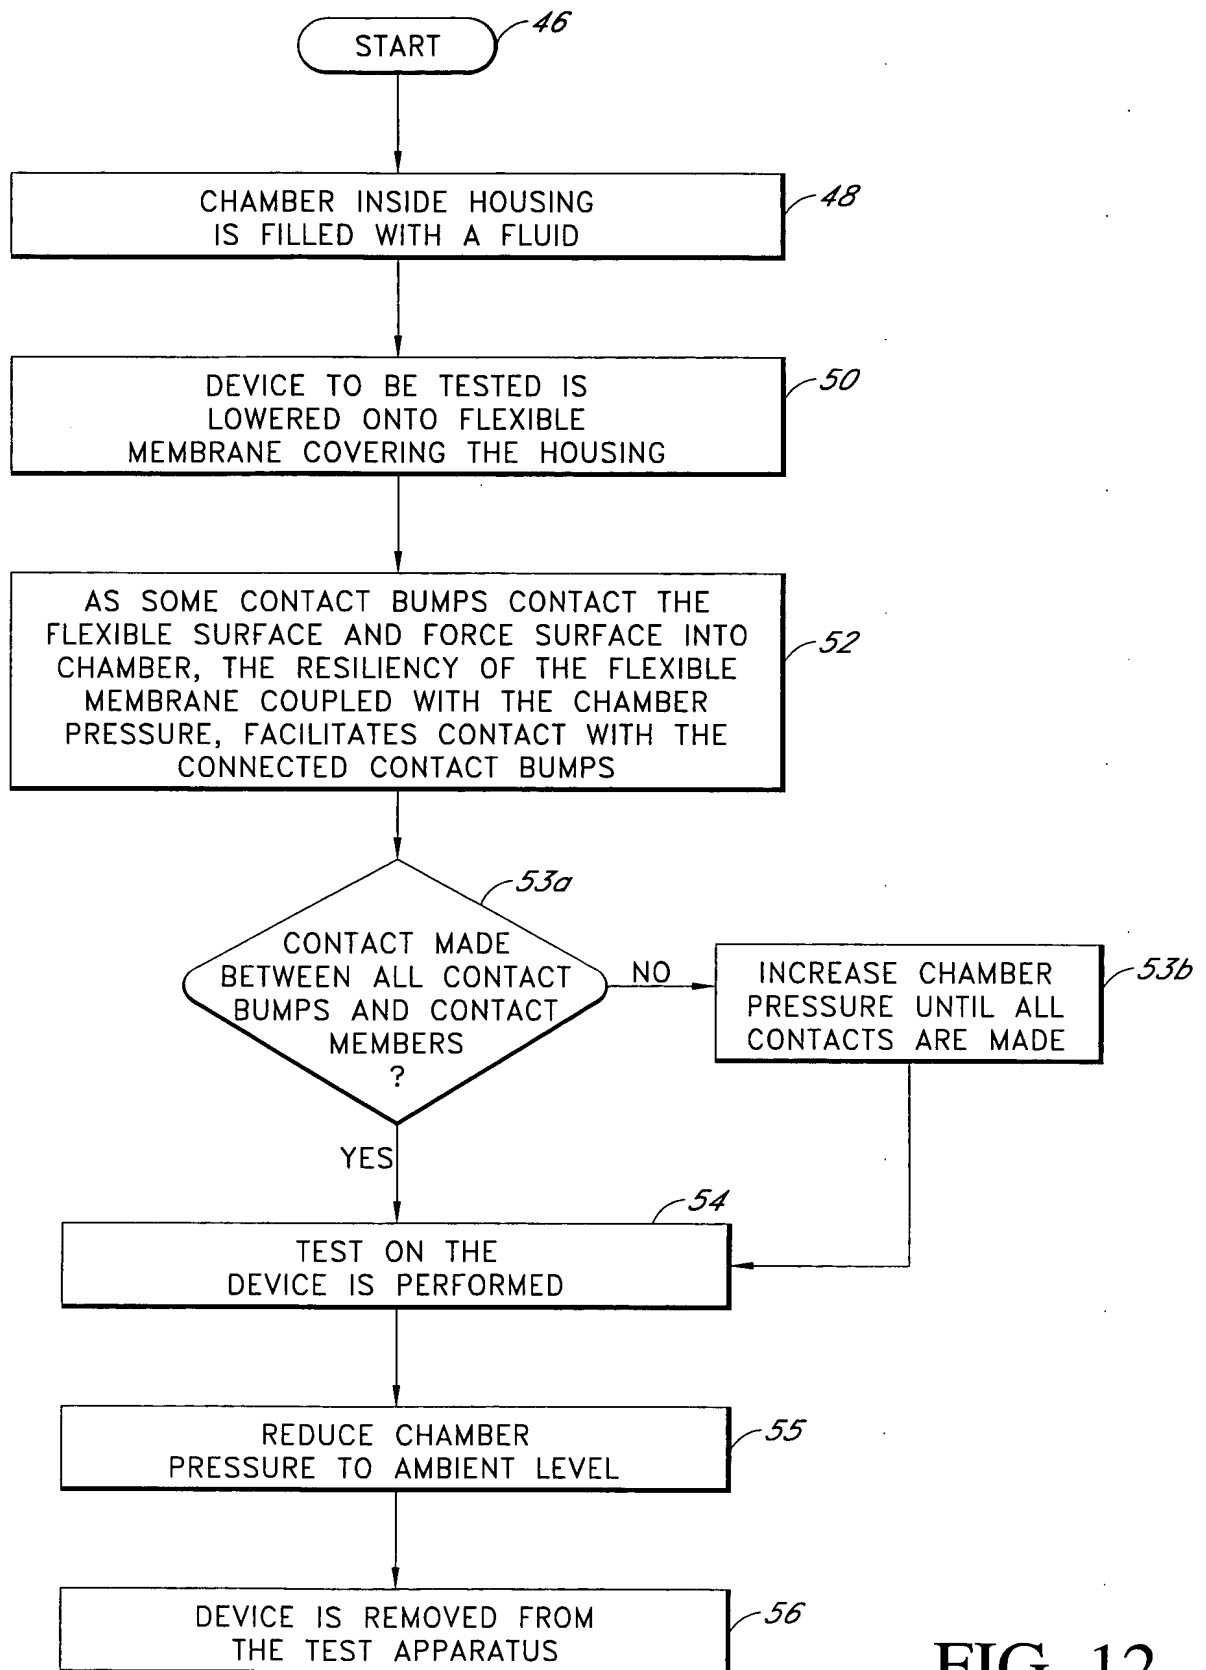 START
46
CHAMBER INSIDE HOUSING
IS FILLED WITH A FLUID
48
DEVICE TO BE TESTED IS
LOWERED ONTO FLEXIBLE
MEMBRANE COVERING THE HOUSING
50
AS SOME CONTACT BUMPS CONTACT THE
FLEXIBLE SURFACE AND FORCE SURFACE INTO
CHAMBER, THE RESILIENCY OF THE FLEXIBLE
MEMBRANE COUPLED WITH THE CHAMBER
PRESSURE, FACILITATES CONTACT WITH THE
CONNECTED CONTACT BUMPS
52
53a
CONTACT MADE
BETWEEN ALL CONTACT
BUMPS AND CONTACT
MEMBERS
?
NO
INCREASE CHAMBER
PRESSURE UNTIL ALL
CONTACTS ARE MADE
53b
YES
54
TEST ON THE
DEVICE IS PERFORMED
REDUCE CHAMBER
PRESSURE TO AMBIENT LEVEL
55
DEVICE IS REMOVED FROM
THE TEST APPARATUS
56
FIG. 12